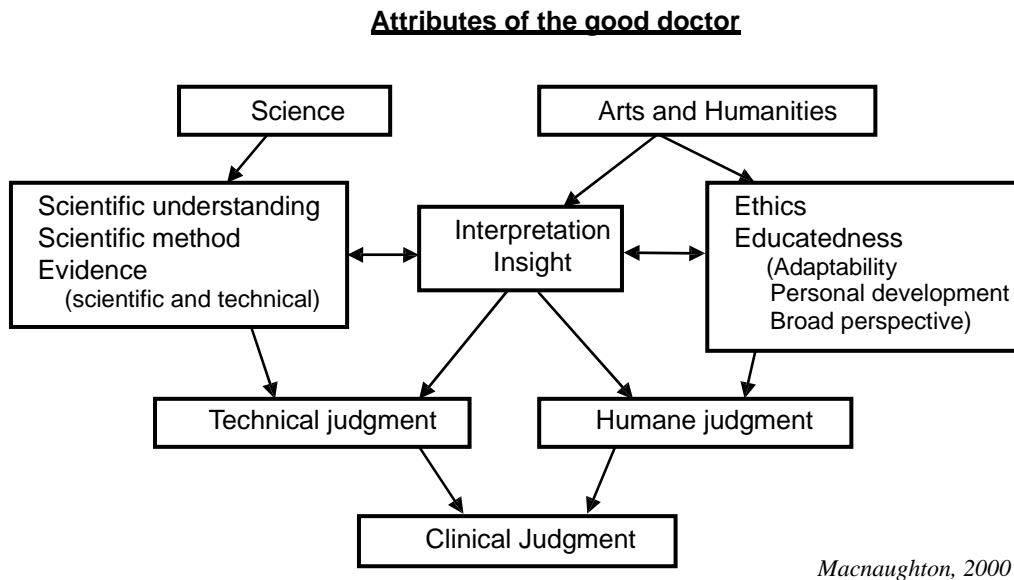 Attributes of the good doctor
Science
Arts and Humanities
Scientific understanding
Scientific method
Evidence
(scientific and technical)
Interpretation
Insight
Ethics
Educatedness
(Adaptability
Personal development
Broad perspective)
Technical judgment
Humane judgment
Clinical Judgment
Macnaughton, 2000